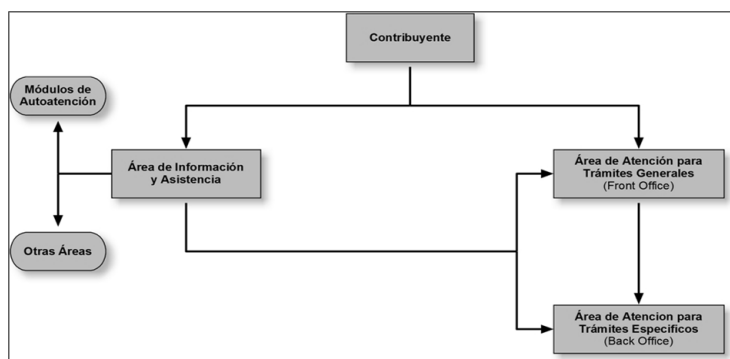 Contribuyente
Módulos de
Autoatención
Área de Información
y Asistencia
Área de Atención para
Trámites Generales
(Front Office)
Otras Áreas
Área de Atencion para
Trámites Especificos
(Back Office)